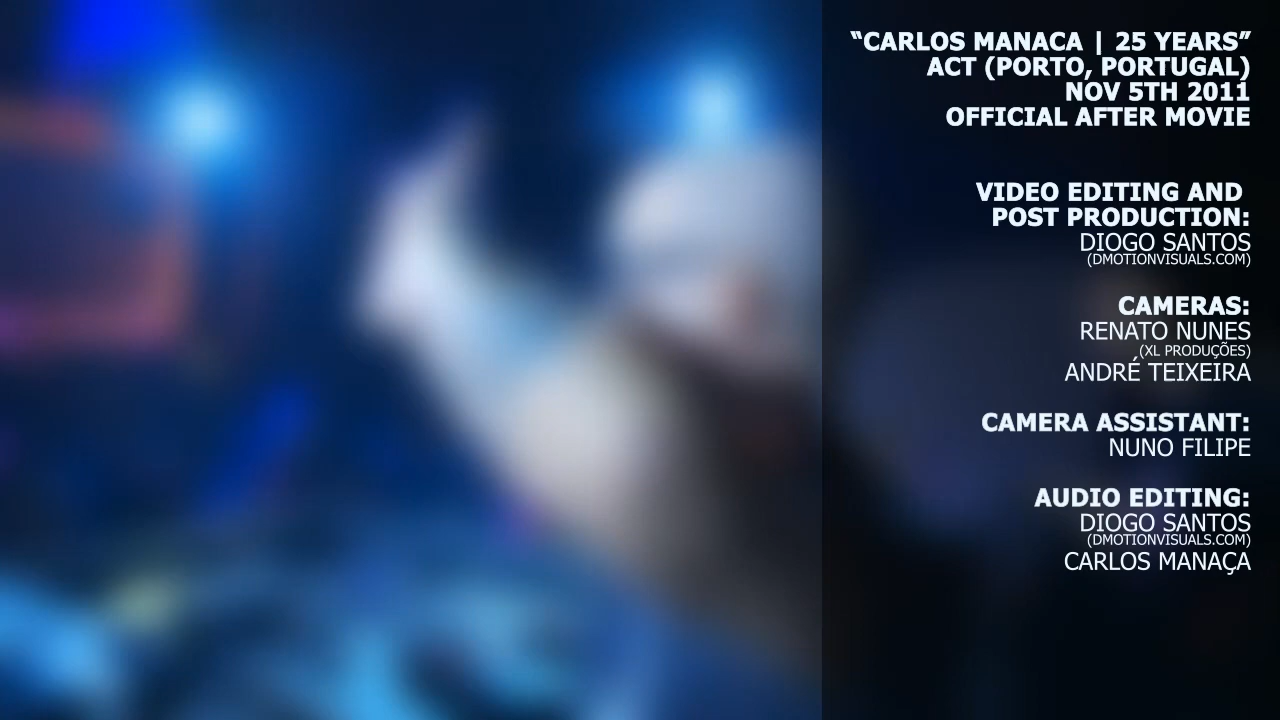 “CARLOS MANACA | 25 YEARS”
ACT (PORTO, PORTUGAL)
NOV 5TH 2011
OFFICIAL AFTER MOVIE
VIDEO EDITING AND
POST PRODUCTION:
DIOGO SANTOS
(DMOTIONVISUALS.COM)
CAMERAS:
RENATO NUNES
(XL PRODUÇÕES)
ANDRÉ TEIXEIRA
CAMERA ASSISTANT:
NUNO FILIPE
AUDIO EDITING:
DIOGO SANTOS
(DMOTIONVISUALS.COM)
CARLOS MANAÇA